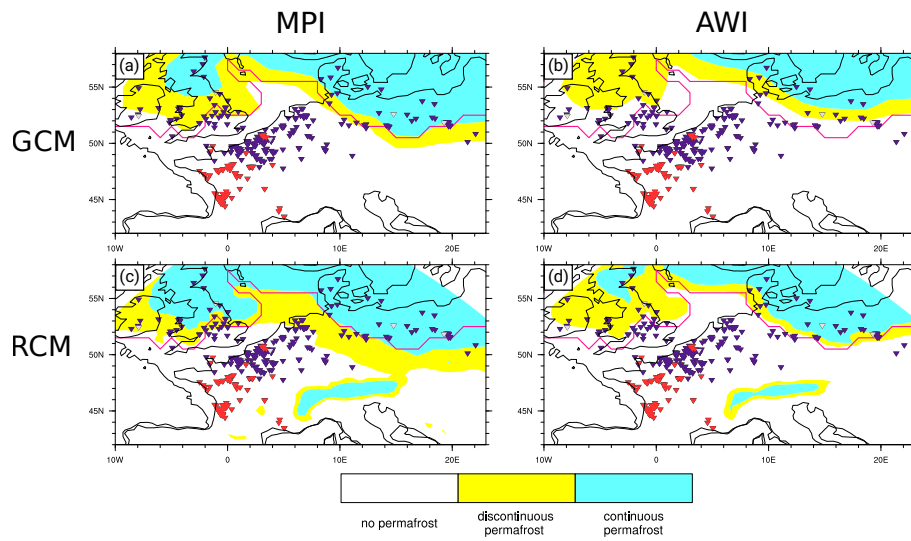 MPI AWI
GCM
(a) (b)
55N 55N
50N 50N
45N 45N
10W 0 10E 20E 10W 0 10E 20E
RCM
(c) (d)
55N 55N
50N 50N
45N 45N
10W 0 10E 20E 10W 0 10E 20E
no permafrost discontinuous permafrost continuous permafrost